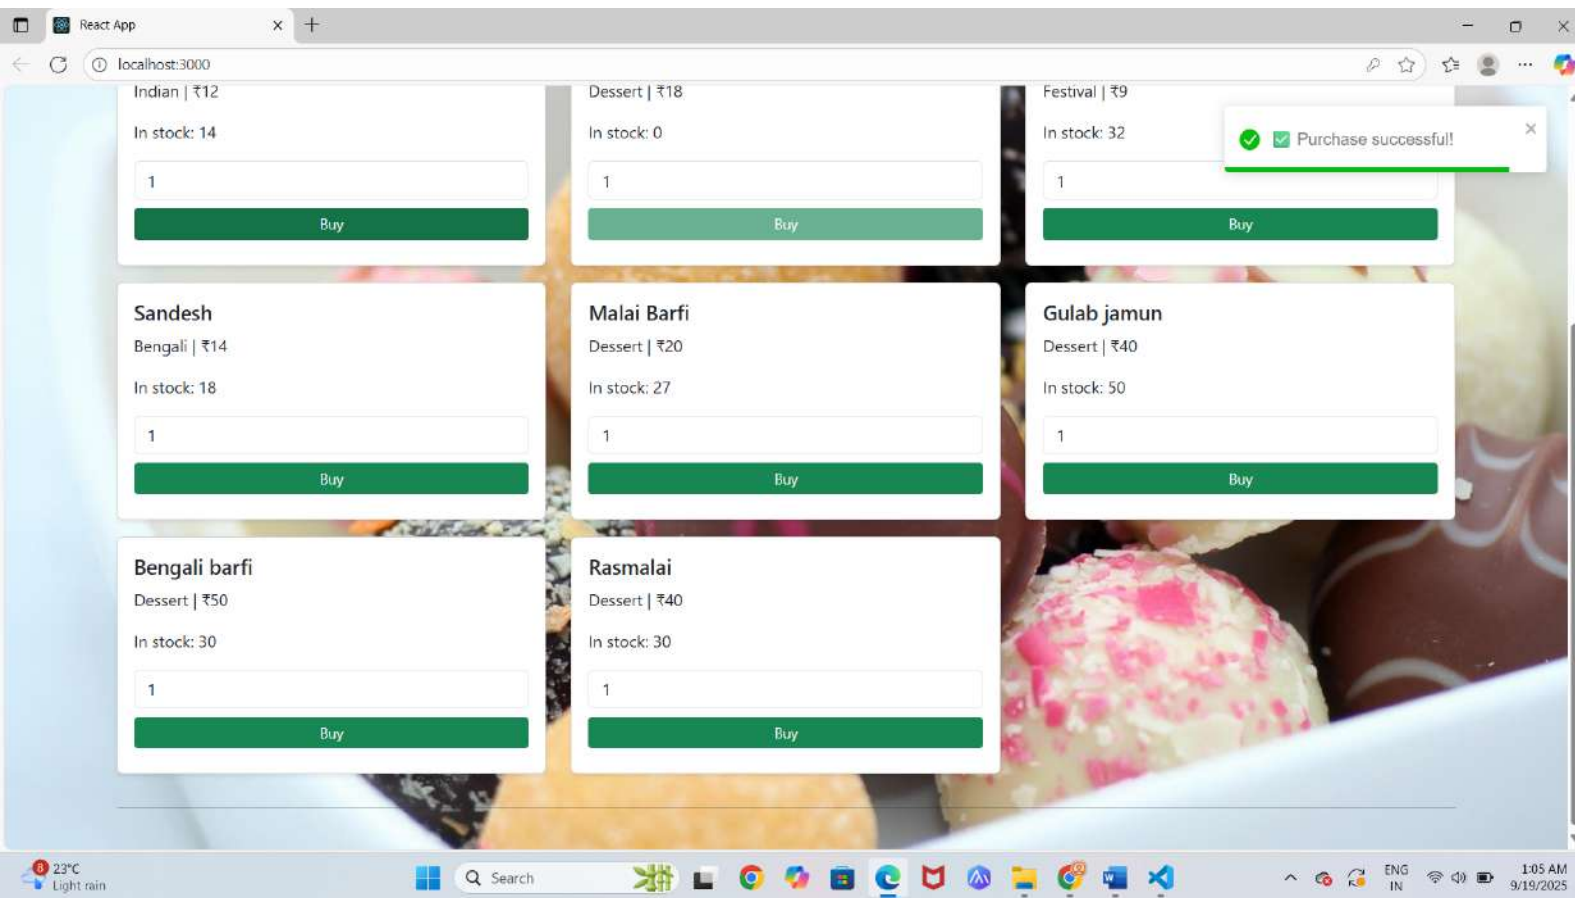 React App
localhost:3000
Indian | ₹12
In stock: 14
1
Buy
Dessert | ₹18
In stock: 0
1
Buy
Festival | ₹9
In stock: 32
1
Buy
Purchase successful!
Sandesh
Bengali | ₹14
In stock: 18
1
Buy
Malai Barfi
Dessert | ₹20
In stock: 27
1
Buy
Gulab jamun
Dessert | ₹40
In stock: 50
1
Buy
Bengali barfi
Dessert | ₹50
In stock: 30
1
Buy
Rasmalai
Dessert | ₹40
In stock: 30
1
Buy
8
23°C
Light rain
Search
ENG
IN
1:05 AM
9/19/2025